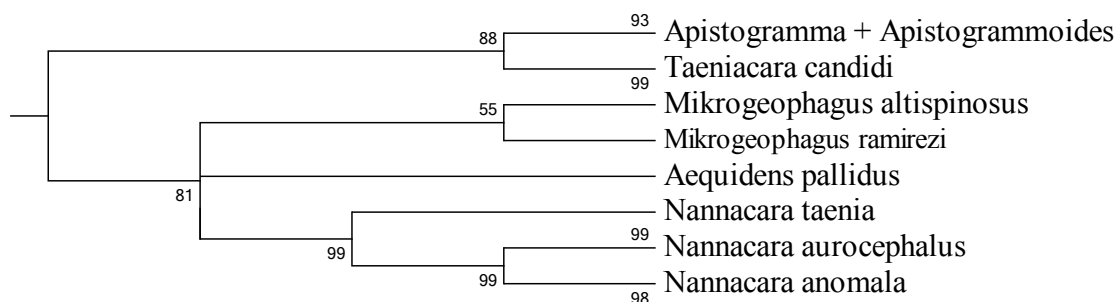 93
88
Apistogramma + Apistogrammoides
Taeniacara candidi
99
55
Mikrogeophagus altispinosus
Mikrogeophagus ramirezi
Aequidens pallidus
81
Nannacara taenia
99
99
Nannacara aurocephalus
99
Nannacara anomala
98